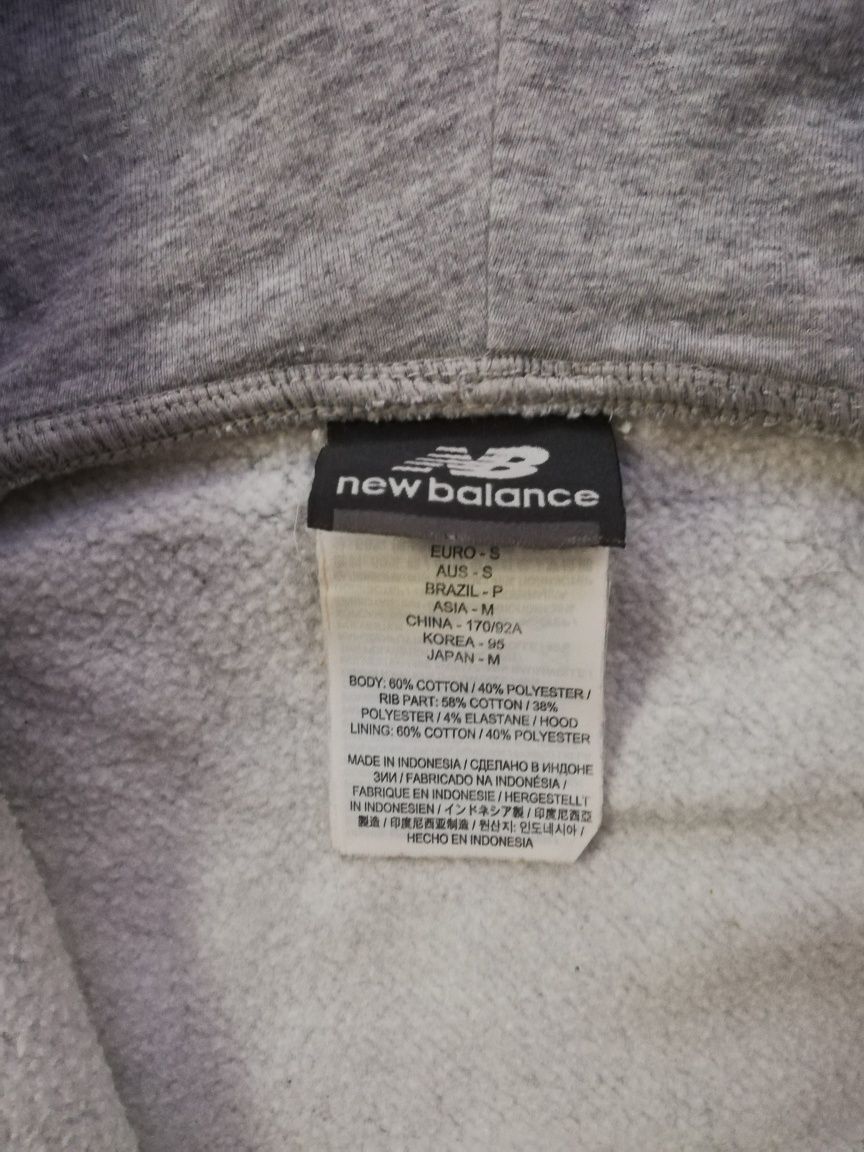 NB
new balance
EURO - S
AUS - S
BRAZIL - P
ASIA - M
CHINA - 170/92A
KOREA - 95
JAPAN - M
BODY: 60% COTTON / 40% POLYESTER /
RIB PART: 58% COTTON / 38%
POLYESTER / 4% ELASTANE / HOOD
LINING: 60% COTTON / 40% POLYESTER
MADE IN INDONESIA / СДЕЛАНО В ИНДОНЕ
ЗИИ / FABRICADO NA INDONÉSIA /
FABRIQUE EN INDONESIE / HERGESTELLT
IN INDONESIEN / インドネシア製 / 印度尼西亞
製造 / 印度尼西亚制造 / 원산지: 인도네시아 /
HECHO EN INDONESIA